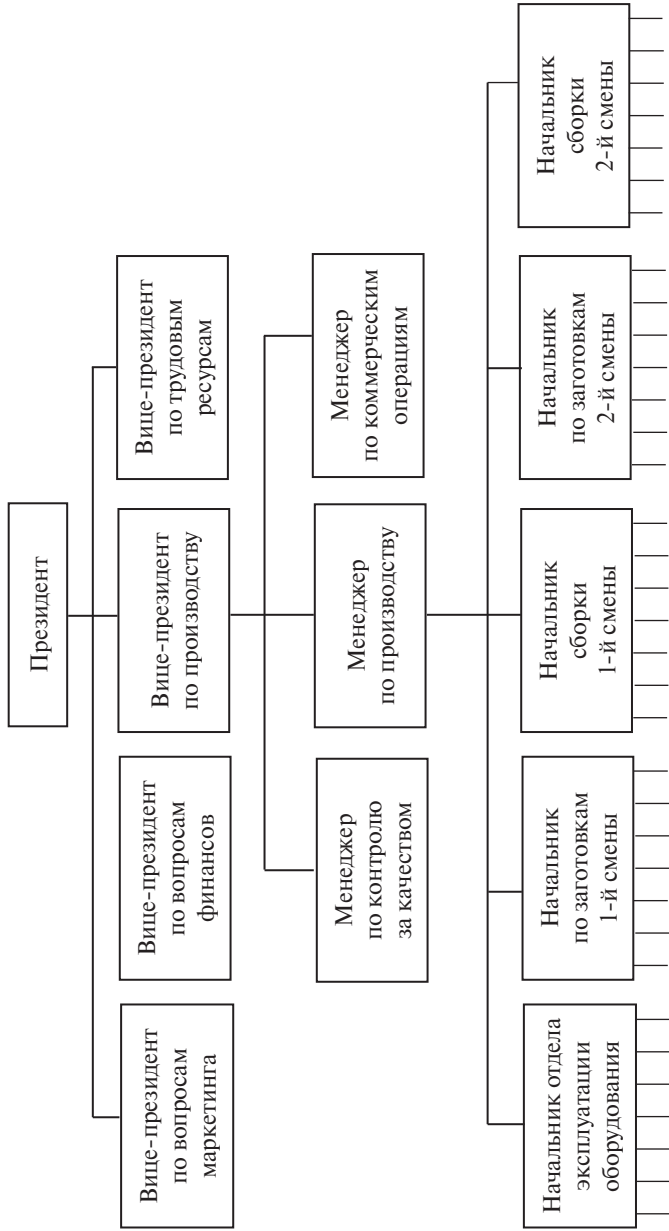 Президент
Вице-президент
по вопросам
маркетинга
Вице-президент
по вопросам
финансов
Вице-президент
по производству
Вице-президент
по трудовым
ресурсам
Менеджер
по контролю
за качеством
Менеджер
по производству
Менеджер
по коммерческим
операциям
Начальник отдела
эксплуатации
оборудования
Начальник
по заготовкам
1-й смены
Начальник
сборки
1-й смены
Начальник
по заготовкам
2-й смены
Начальник
сборки
2-й смены